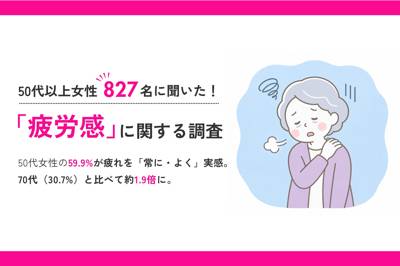 50代以上女性 827名に聞いた！
「疲労感」に関する調査
50代女性の59.9%が疲れを「常に・よく」実感。
70代（30.7%）と比べて約1.9倍に。